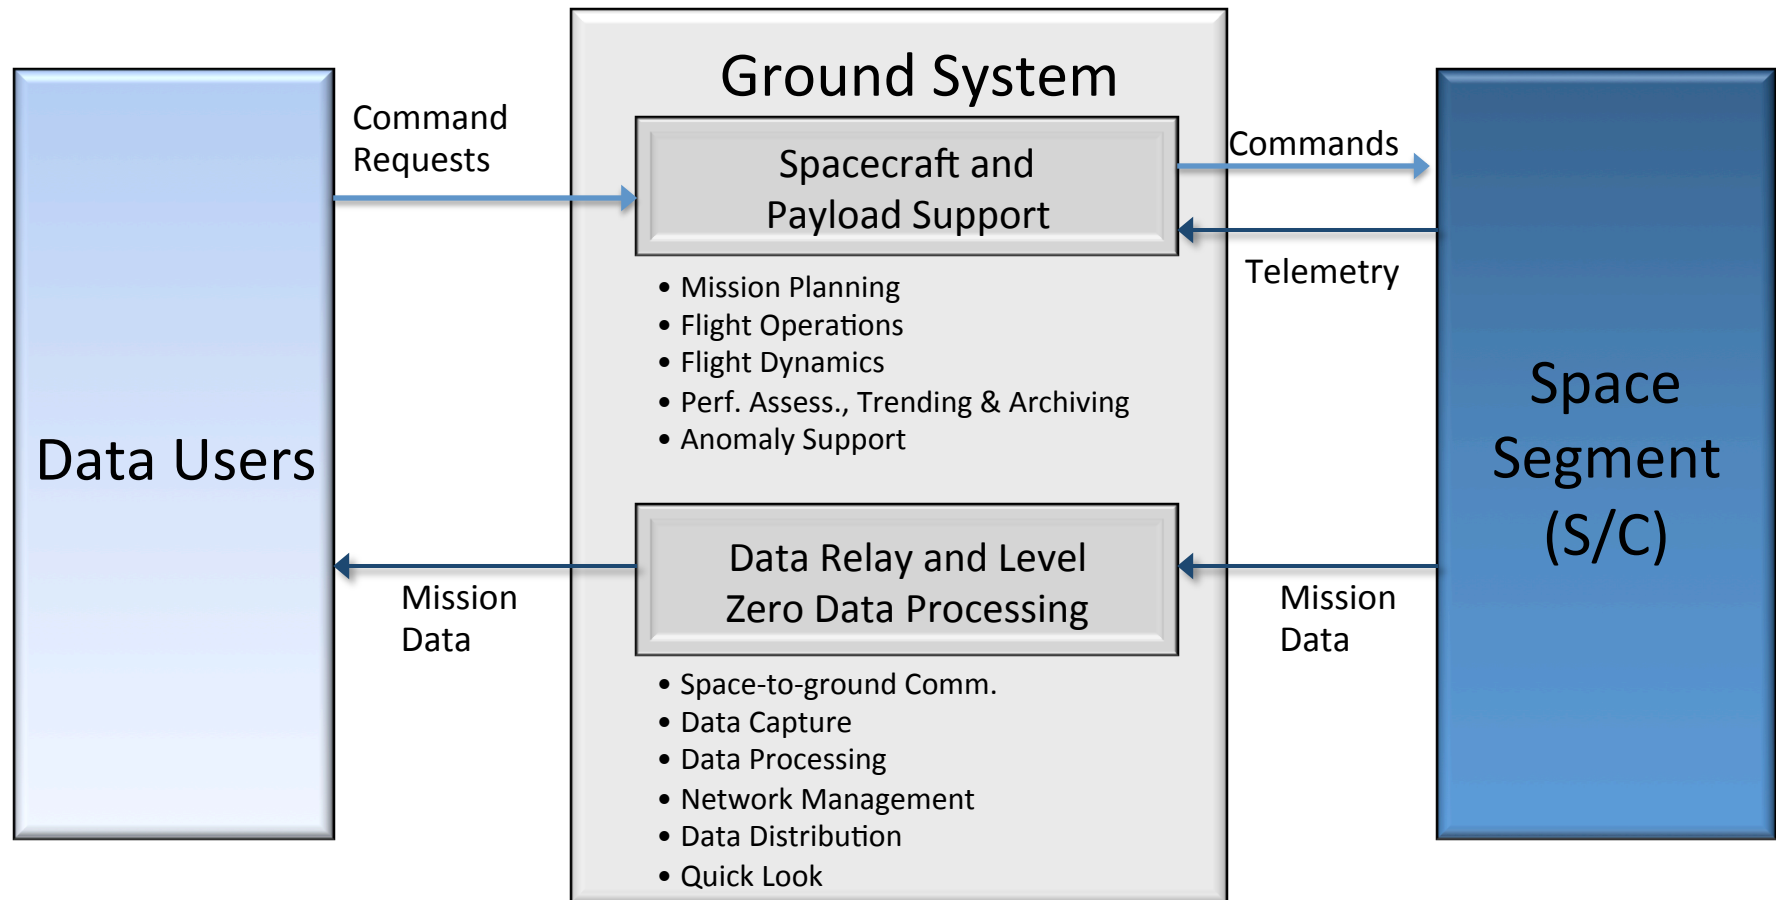 Ground System
Command
Requests
Spacecraft and
Payload Support
Commands
Telemetry
• Mission Planning
• Flight Operations
• Flight Dynamics
• Perf. Assess., Trending & Archiving
• Anomaly Support
Data Users
Space
Segment
(S/C)
Data Relay and Level
Zero Data Processing
Mission
Data
Mission
Data
• Space-to-ground Comm.
• Data Capture
• Data Processing
• Network Management
• Data Distribution
• Quick Look